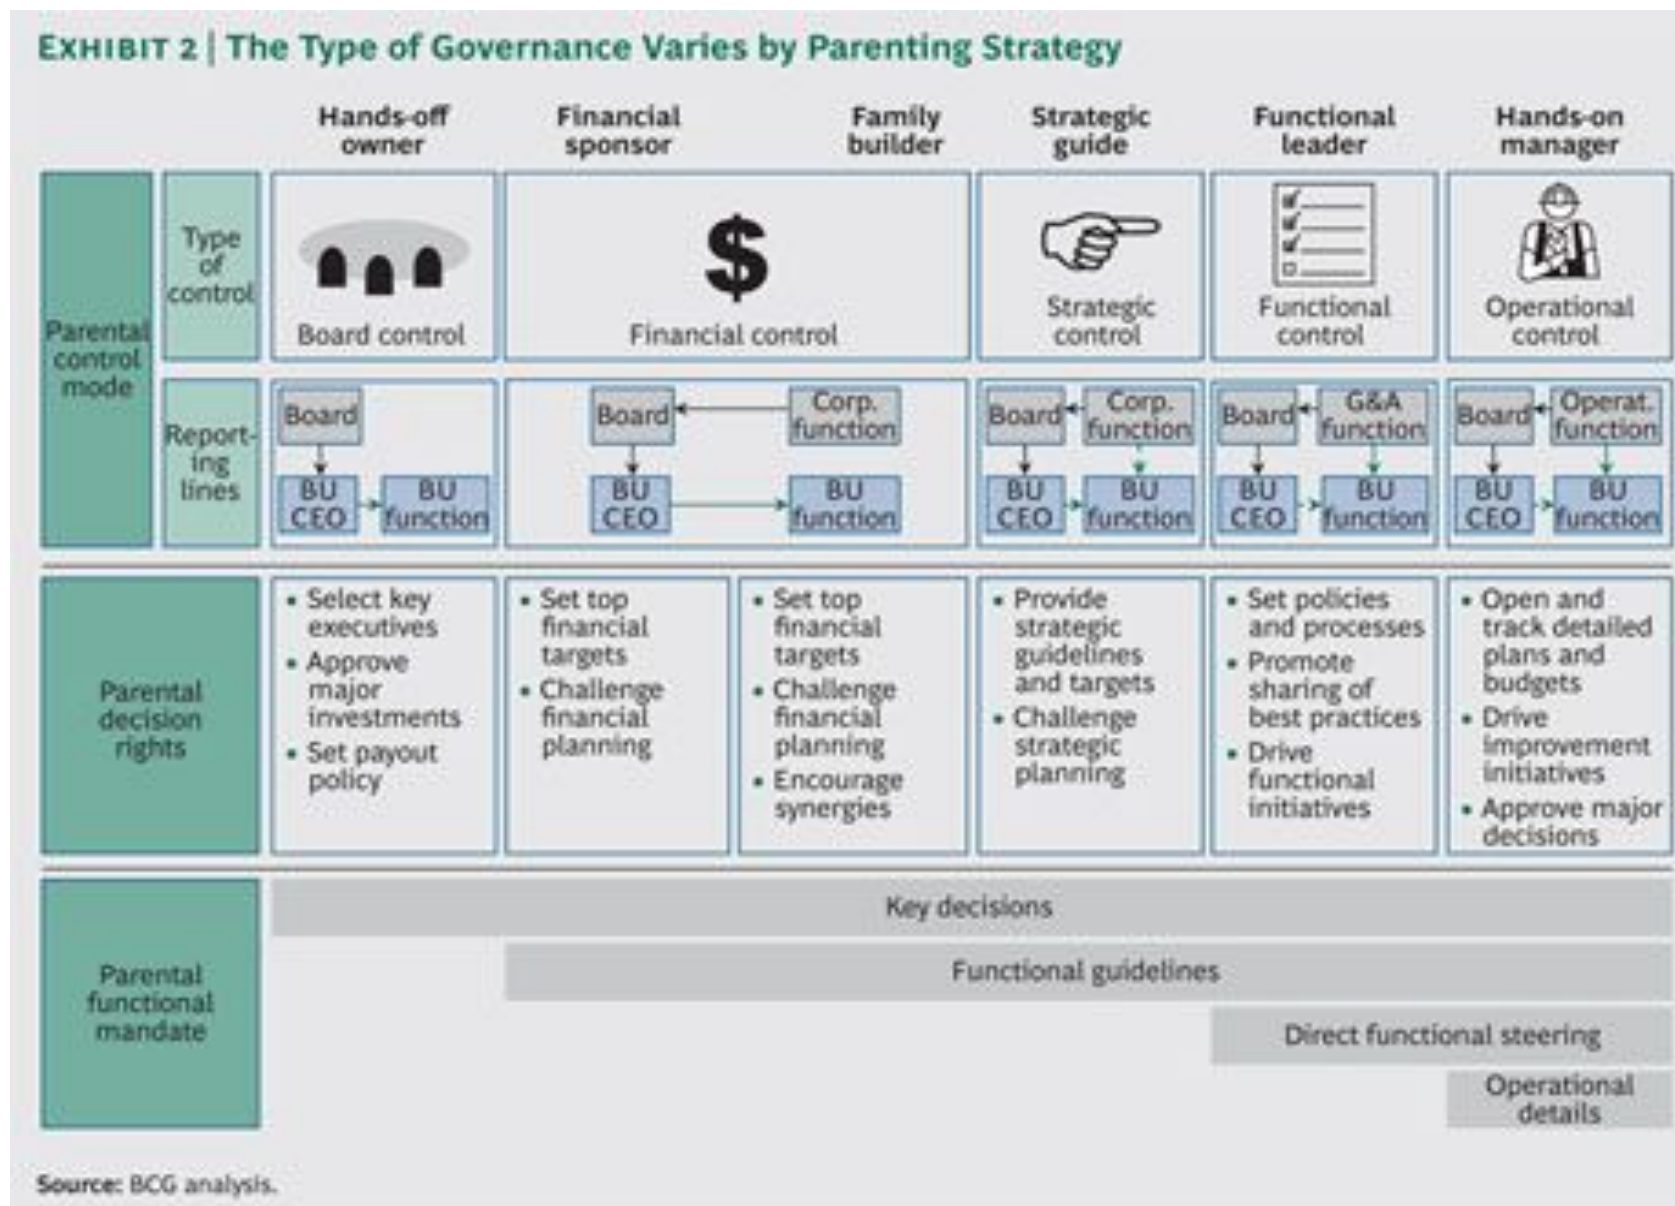 EXHIBIT 2 | The Type of Governance Varies by Parenting Strategy
Hands-off
owner
Financial
sponsor
Family
builder
Strategic
guide
Functional
leader
Hands-on
manager
Parental
control
mode
Type
of
control
Board control
Financial control
Strategic
control
Functional
control
Operational
control
Report-
ing
lines
Board
BU
CEO
BU
function
Board
Corp.
function
BU
CEO
BU
function
Board
Corp.
function
BU
CEO
BU
function
Board
G&A
function
BU
CEO
BU
function
Board
Operat.
function
BU
CEO
BU
function
Parental
decision
rights
• Select key
executives
• Approve
major
investments
• Set payout
policy
• Set top
financial
targets
• Challenge
financial
planning
• Set top
financial
targets
• Challenge
financial
planning
• Encourage
synergies
• Provide
strategic
guidelines
and targets
• Challenge
strategic
planning
• Set policies
and processes
• Promote
sharing of
best practices
• Drive
functional
initiatives
• Open and
track detailed
plans and
budgets
• Drive
improvement
initiatives
• Approve major
decisions
Parental
functional
mandate
Key decisions
Functional guidelines
Direct functional steering
Operational
details
Source: BCG analysis.